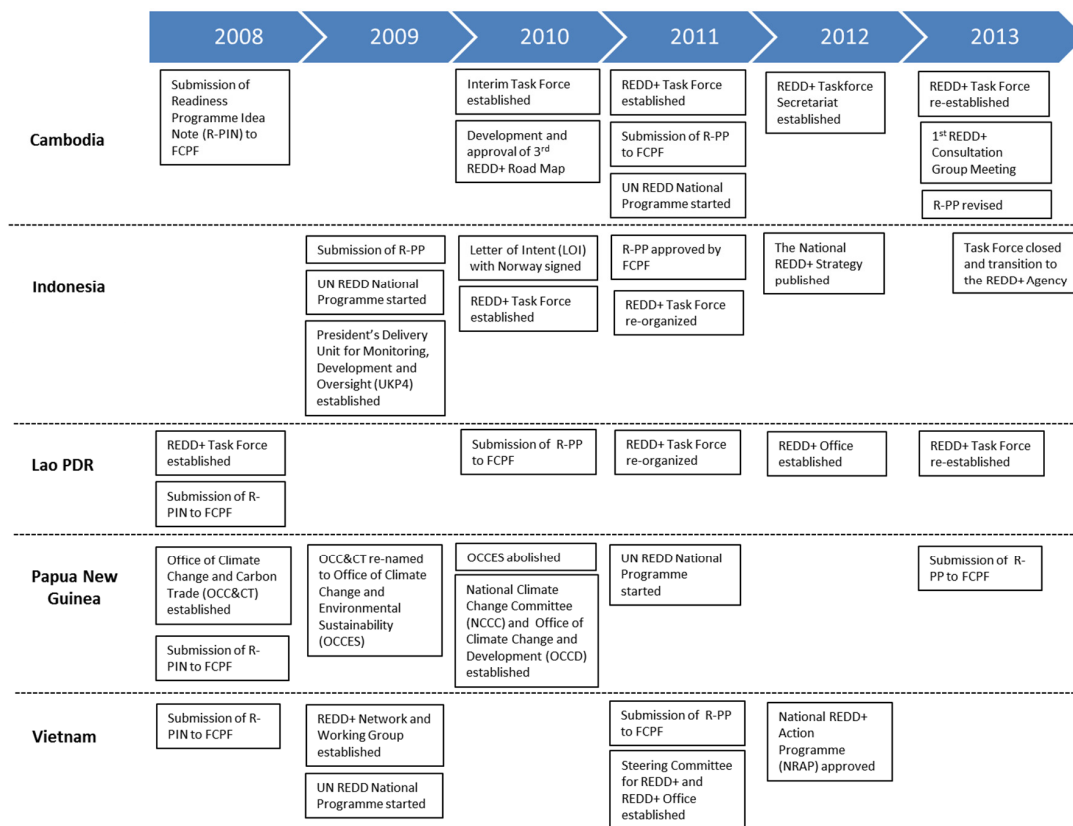 2008 2009 2010 2011 2012 2013
Cambodia
Submission of
Readiness
Programme Idea
Note (R-PIN) to
FCPF
Interim Task Force
established
Development and
approval of 3rd
REDD+ Road Map
REDD+ Task Force
established
Submission of R-PP
to FCPF
UN REDD National
Programme started
REDD+ Taskforce
Secretariat
established
REDD+ Task Force
re-established
1st REDD+
Consultation
Group Meeting
R-PP revised
Indonesia
Submission of R-PP
UN REDD National
Programme started
President's Delivery
Unit for Monitoring,
Development and
Oversight (UKP4)
established
Letter of Intent (LOI)
with Norway signed
REDD+ Task Force
established
R-PP approved by
FCPF
REDD+ Task Force
re-organized
The National
REDD+ Strategy
published
Task Force closed
and transition to
the REDD+ Agency
Lao PDR
REDD+ Task Force
established
Submission of R-
PIN to FCPF
Submission of R-PP
to FCPF
REDD+ Task Force
re-organized
REDD+ Office
established
REDD+ Task Force
re-established
Papua New
Guinea
Office of Climate
Change and Carbon
Trade (OCC&CT)
established
Submission of R-
PIN to FCPF
OCC&CT re-named
to Office of Climate
Change and
Environmental
Sustainability
(OCCES)
OCCES abolished
National Climate
Change Committee
(NCCC) and Office of
Climate Change and
Development (OCCD)
established
UN REDD National
Programme
started
Submission of R-
PP to FCPF
Vietnam
Submission of R-
PIN to FCPF
REDD+ Network and
Working Group
established
UN REDD National
Programme started
Submission of R-PP
to FCPF
Steering Committee
for REDD+ and
REDD+ Office
established
National REDD+
Action
Programme
(NRAP) approved